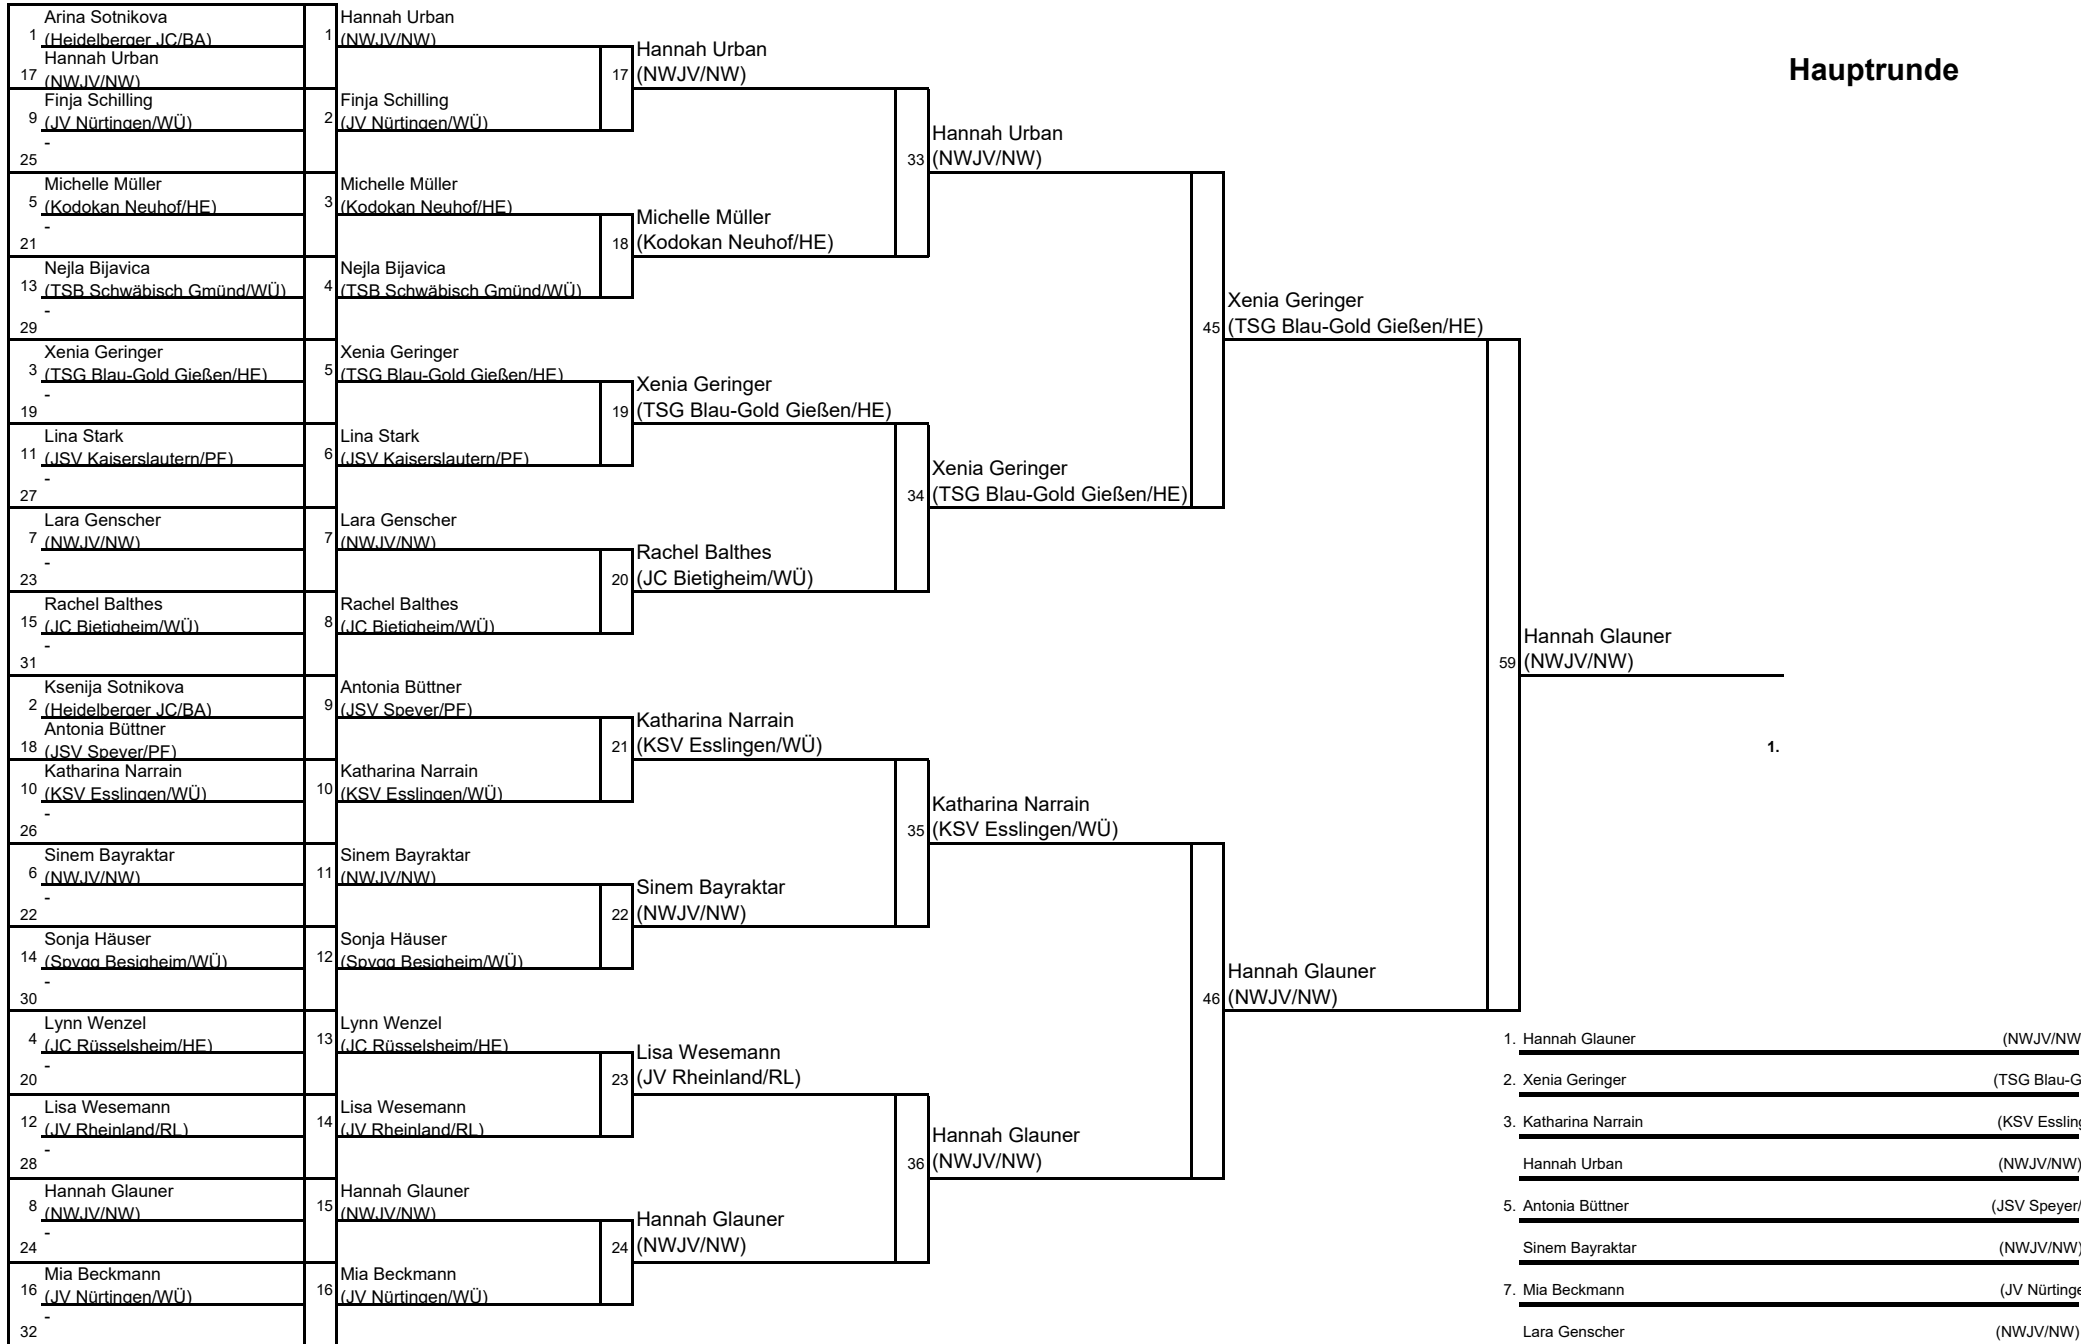 Hauptrunde
1
Arina Sotnikova
(Heidelberger JC/BA)
17
Hannah Urban
(NWJV/NW)
9
Finja Schilling
(JV Nürtingen/WÜ)
25
-
5
Michelle Müller
(Kodokan Neuhof/HE)
21
-
13
Nejla Bijavica
(TSB Schwäbisch Gmünd/WÜ)
29
-
3
Xenia Geringer
(TSG Blau-Gold Gießen/HE)
19
-
11
Lina Stark
(JSV Kaiserslautern/PF)
27
-
7
Lara Genscher
(NWJV/NW)
23
-
15
Rachel Balthes
(JC Bietigheim/WÜ)
31
-
2
Ksenija Sotnikova
(Heidelberger JC/BA)
18
Antonia Büttner
(JSV Speyer/PF)
10
Katharina Narrain
(KSV Esslingen/WÜ)
26
-
6
Sinem Bayraktar
(NWJV/NW)
22
-
14
Sonja Häuser
(Spvgg Besigheim/WÜ)
30
-
4
Lynn Wenzel
(JC Rüsselsheim/HE)
20
-
12
Lisa Wesemann
(JV Rheinland/RL)
28
-
8
Hannah Glauner
(NWJV/NW)
24
-
16
Mia Beckmann
(JV Nürtingen/WÜ)
32
-
1
Hannah Urban
(NWJV/NW)
2
Finja Schilling
(JV Nürtingen/WÜ)
3
Michelle Müller
(Kodokan Neuhof/HE)
4
Nejla Bijavica
(TSB Schwäbisch Gmünd/WÜ)
5
Xenia Geringer
(TSG Blau-Gold Gießen/HE)
6
Lina Stark
(JSV Kaiserslautern/PF)
7
Lara Genscher
(NWJV/NW)
8
Rachel Balthes
(JC Bietigheim/WÜ)
9
Antonia Büttner
(JSV Speyer/PF)
10
Katharina Narrain
(KSV Esslingen/WÜ)
11
Sinem Bayraktar
(NWJV/NW)
12
Sonja Häuser
(Spvgg Besigheim/WÜ)
13
Lynn Wenzel
(JC Rüsselsheim/HE)
14
Lisa Wesemann
(JV Rheinland/RL)
15
Hannah Glauner
(NWJV/NW)
16
Mia Beckmann
(JV Nürtingen/WÜ)
17
Hannah Urban
(NWJV/NW)
18
Michelle Müller
(Kodokan Neuhof/HE)
19
Xenia Geringer
(TSG Blau-Gold Gießen/HE)
20
Rachel Balthes
(JC Bietigheim/WÜ)
21
Katharina Narrain
(KSV Esslingen/WÜ)
22
Sinem Bayraktar
(NWJV/NW)
23
Lisa Wesemann
(JV Rheinland/RL)
24
Hannah Glauner
(NWJV/NW)
33
Hannah Urban
(NWJV/NW)
34
Xenia Geringer
(TSG Blau-Gold Gießen/HE)
35
Katharina Narrain
(KSV Esslingen/WÜ)
36
Hannah Glauner
(NWJV/NW)
45
Xenia Geringer
(TSG Blau-Gold Gießen/HE)
46
Hannah Glauner
(NWJV/NW)
59
Hannah Glauner
(NWJV/NW)
1.
1. Hannah Glauner (NWJV/NW
2. Xenia Geringer (TSG Blau-G
3. Katharina Narrain (KSV Essling
Hannah Urban (NWJV/NW)
5. Antonia Büttner (JSV Speyer/
Sinem Bayraktar (NWJV/NW)
7. Mia Beckmann (JV Nürtinge
Lara Genscher (NWJV/NW)